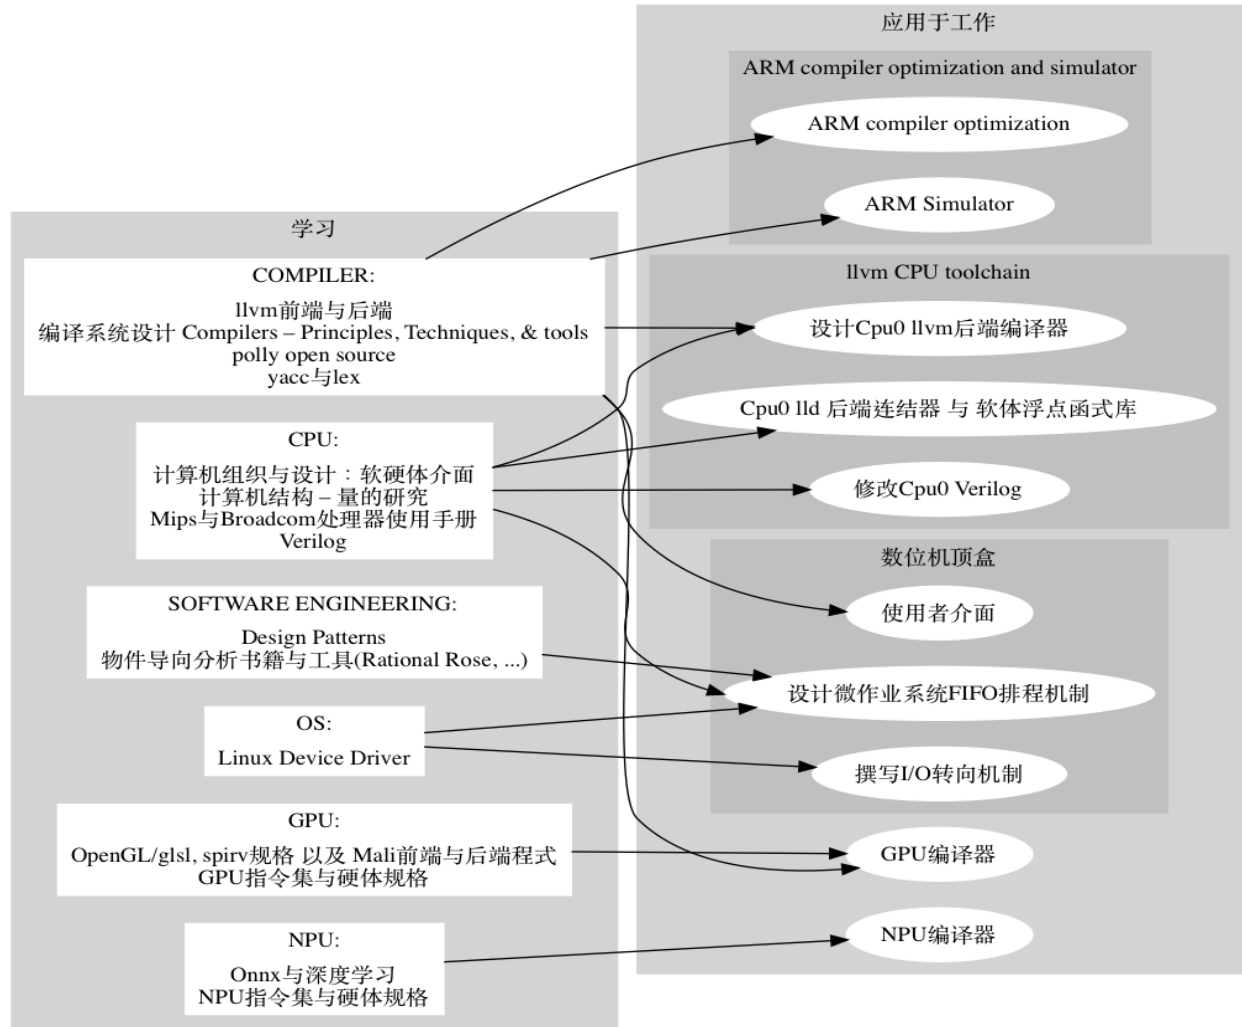 学习
COMPILER:
llvm前端与后端
编译系统设计 Compilers – Principles, Techniques, & tools
polly open source
yacc与lex
CPU:
计算机组织与设计：软硬体介面
计算机结构 – 量的研究
Mips与Broadcom处理器使用手册
Verilog
SOFTWARE ENGINEERING:
Design Patterns
物件导向分析书籍与工具(Rational Rose, ...)
OS:
Linux Device Driver
GPU:
OpenGL/glsl, spirv规格 以及 Mali前端与后端程式
GPU指令集与硬体规格
NPU:
Onnx与深度学习
NPU指令集与硬体规格
应用于工作
ARM compiler optimization and simulator
ARM compiler optimization
ARM Simulator
llvm CPU toolchain
设计Cpu0 llvm后端编译器
Cpu0 lld 后端连结器 与 软体浮点函式库
修改Cpu0 Verilog
数位机顶盒
使用者介面
设计微作业系统FIFO排程机制
撰写I/O转向机制
GPU编译器
NPU编译器